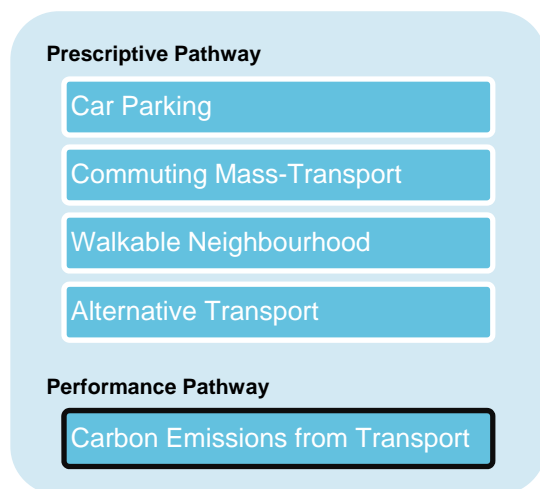 Prescriptive Pathway
Car Parking
Commuting Mass-Transport
Walkable Neighbourhood
Alternative Transport
Performance Pathway
Carbon Emissions from Transport